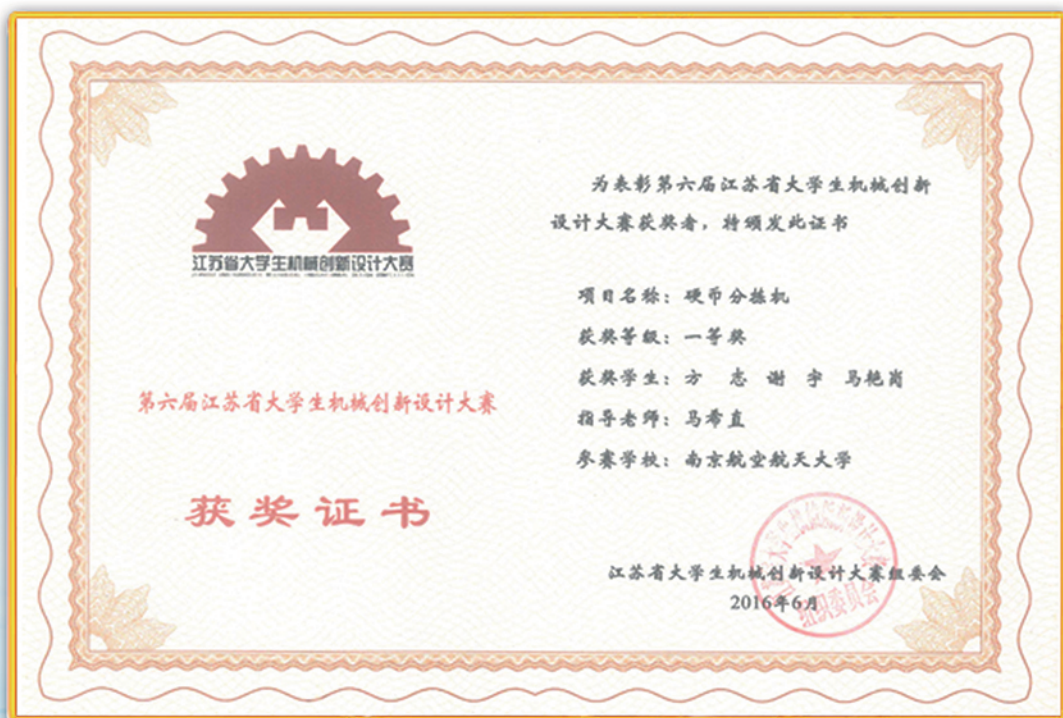 江苏省大学生机械创新设计大赛
第六届江苏省大学生机械创新设计大赛
获奖证书
为表彰第六届江苏省大学生机械创新
设计大赛获奖者，特颁发此证书
项目名称：硬币分拣机
获奖等级：一等奖
获奖学生：方 志 谢 宇 马艳肖
指导老师：马希直
参赛学校：南京航空航天大学
江苏省大学生机械创新设计大赛组委会
2016年6月
组织委员会